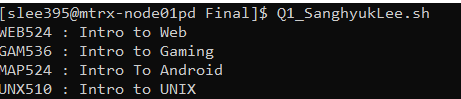 [slee395@mtrx-node01pd Final]$ Q1_SanghyukLee.sh
WEB524 : Intro to Web
GAM536 : Intro to Gaming
MAP524 : Intro To Android
UNX510 : Intro to UNIX